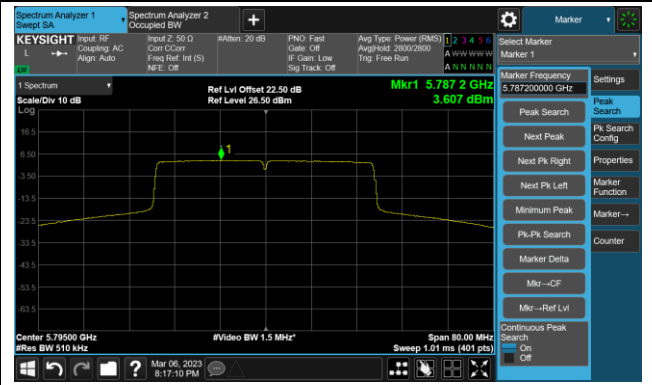 Spectrum Analyzer 1
Swept SA
Spectrum Analyzer 2
Occupied BW
Marker
KEYSIGHT
L
Input: RF
Coupling: AC
Align: Auto
Input Z: 50 Ω
Corr CCorr
Freq Ref: Int (S)
NFE: Off
#Atten: 20 dB
PNO: Fast
Gate: Off
IF Gain: Low
Sig Track: Off
Avg Type: Power (RMS)
Avg|Hold: 2800/2800
Trig: Free Run
1 2 3 4 5 6
A W W W W W
A N N N N N
Select Marker
Marker 1
1 Spectrum
Scale/Div 10 dB
Log
Ref Lvl Offset 22.50 dB
Ref Level 26.50 dBm
Mkr1 5.787 2 GHz
3.607 dBm
Marker Frequency
5.787200000 GHz
Peak Search
Next Peak
Next Pk Right
Next Pk Left
Minimum Peak
Pk-Pk Search
Marker Delta
Mkr→CF
Mkr→Ref Lvl
Continuous Peak
Search
On
Off
Settings
Peak
Search
Pk Search
Config
Properties
Marker
Function
Marker→
Counter
16.5
6.50
-3.50
-13.5
-23.5
-33.5
-43.5
-53.5
-63.5
1
Center 5.79500 GHz
#Res BW 510 kHz
#Video BW 1.5 MHz*
Span 80.00 MHz
Sweep 1.01 ms (401 pts)
?
Mar 06, 2023
8:17:10 PM